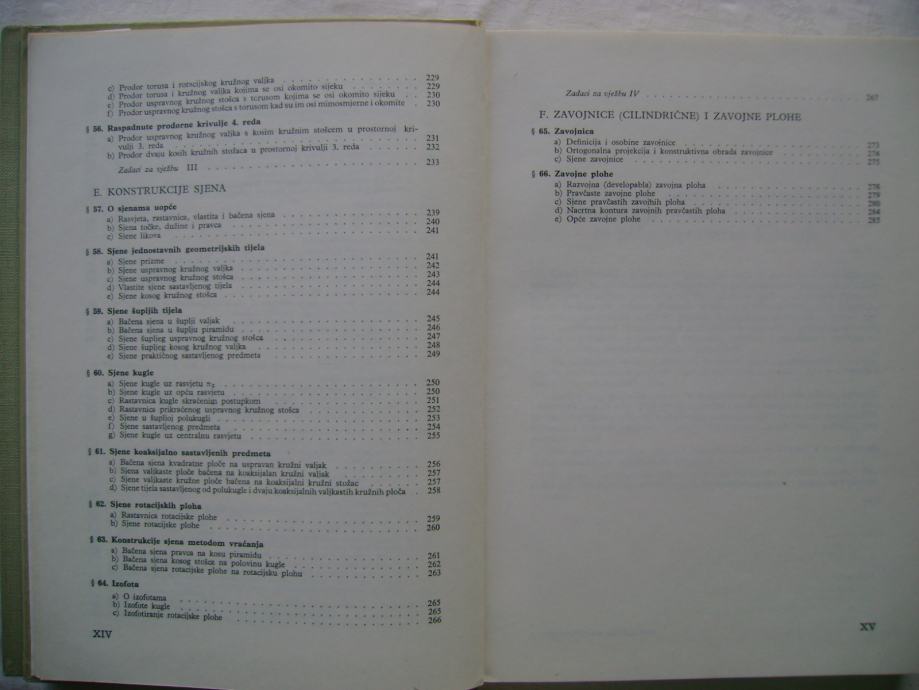 c) Prodor torusa i rotacijskog kružnog valjka . . . 229
d) Prodor torusa i kružnog valjka kojima se osi okomito sijeku . . . 229
e) Prodor uspravnog kružnog stošca s torusom kojima se osi okomito sijeku . 230
f) Prodor uspravnog kružnog stošca s torusom kad su im osi mimosmjerne i okomite . 230
§ 56. Raspadnute prodorne krivulje 4. reda
a) Prodor uspravnog kružnog valjka s kosim kružnim stošcem u prostornoj kri-
vulji 3. reda . . . 231
b) Prodor dvaju kosih kružnih stožaca u prostornoj krivulji 3. reda . . . 232
Zadaci za vježbu III . . . 233
E. KONSTRUKCIJE SJENA
§ 57. O sjenama uopće
a) Rasvjeta, rastavnice, vlastita i bačena sjena . . . 239
b) Sjena točke, dužine i pravca . . . 240
c) Sjene likova . . . 241
§ 58. Sjene jednostavnih geometrijskih tijela
a) Sjene prizme . . . 241
b) Sjene uspravnog kružnog valjka . . . 242
c) Sjene uspravnog kružnog stošca . . . 243
d) Vlastite sjene sastavljenog tijela . . . 244
e) Sjene kosog kružnog stošca . . . 244
§ 59. Sjene šupljih tijela
a) Bačena sjena u šuplji valjak . . . 245
b) Bačena sjena u šuplju piramidu . . . 246
c) Sjene šupljeg uspravnog kružnog stošca . . . 247
d) Sjene šupljeg kosog kružnog valjka . . . 248
e) Sjene praktičnog sastavljenog predmeta . . . 249
§ 60. Sjene kugle
a) Sjene kugle uz rasvjetu n₂ . . . 250
b) Sjene kugle uz opću rasvjetu . . . 250
c) Rastavnica kugle skraćenim postupkom . . . 251
d) Rastavnica prikraćenog uspravnog kružnog stošca . . . 252
e) Sjene u šupljoj polukugli . . . 253
f) Sjene sastavljenog predmeta . . . 254
g) Sjene kugle uz centralnu rasvjetu . . . 255
§ 61. Sjene koaksijalno sastavljenih predmeta
a) Bačena sjena kvadratne ploče na uspravan kružni valjak . . . 256
b) Sjena valjkaste ploče bačena na koaksijalan kružni valjak . . . 257
c) Sjene valjkaste kružne ploče bačena na koaksijalni kružni stožac . . . 257
d) Sjene tijela sastavljenog od polukugle i dvaju koaksijalnih valjkastih kružnih ploča . 258
§ 62. Sjene rotacijskih ploha
a) Rastavnica rotacijske plohe . . . 259
b) Sjene rotacijske plohe . . . 260
§ 63. Konstrukcije sjena metodom vraćanja
a) Bačena sjena pravca na kosu piramidu . . . 261
b) Bačena sjena kosog stošca na polovinu kugle . . . 262
c) Bačena sjena rotacijske plohe na rotacijsku plohu . . . 263
§ 64. Izofota
a) O izofotama . . . 265
b) Izofote kugle . . . 265
c) Izofotiranje rotacijske plohe . . . 266
XIV
Zadaci na vježbu IV . . . 267
F. ZAVOJNICE (CILINDRIČNE) I ZAVOJNE PLOHE
§ 65. Zavojnica
a) Definicija i osobine zavojnice . . . 273
b) Ortogonalna projekcija i konstruktivna obrada zavojnice . . . 274
c) Sjene zavojnice . . . 275
§ 66. Zavojne plohe
a) Razvojna (developabla) zavojna ploha . . . 278
b) Pravčaste zavojne plohe . . . 279
c) Sjene pravčastih zavojnih ploha . . . 280
d) Nacrtna kontura zavojnih pravčastih ploha . . . 284
e) Opće zavojne plohe . . . 285
XV